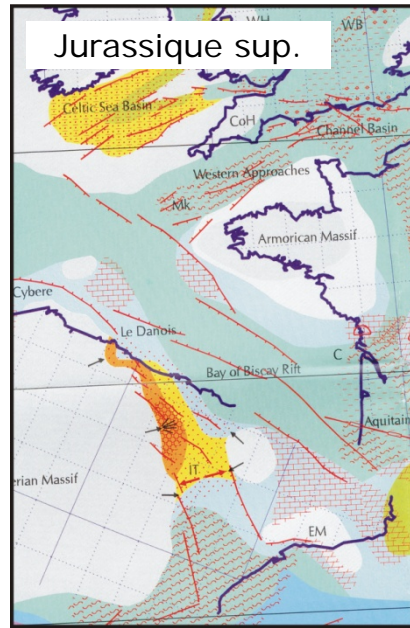 WH
WB
Jurassique sup.
Celtic Sea Basin
CoH
Channel Basin
Western Approaches
Mk
Armorican Massif
Cybere
Le Danois
C
Bay of Biscay Rift
Aquitain
IT
erian Massif
EM